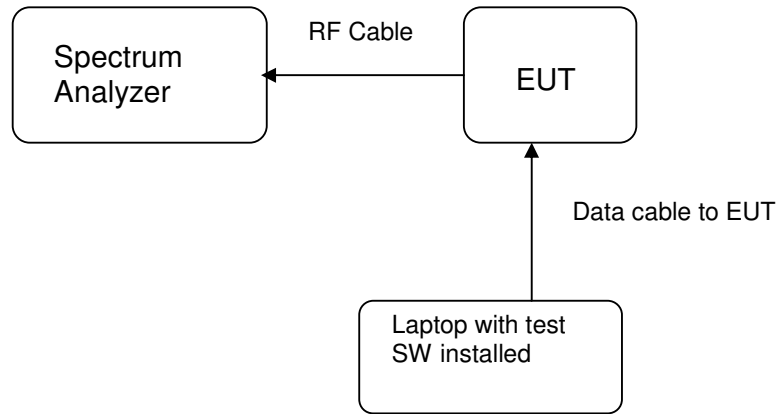 RF Cable
Spectrum
Analyzer
EUT
Data cable to EUT
Laptop with test
SW installed